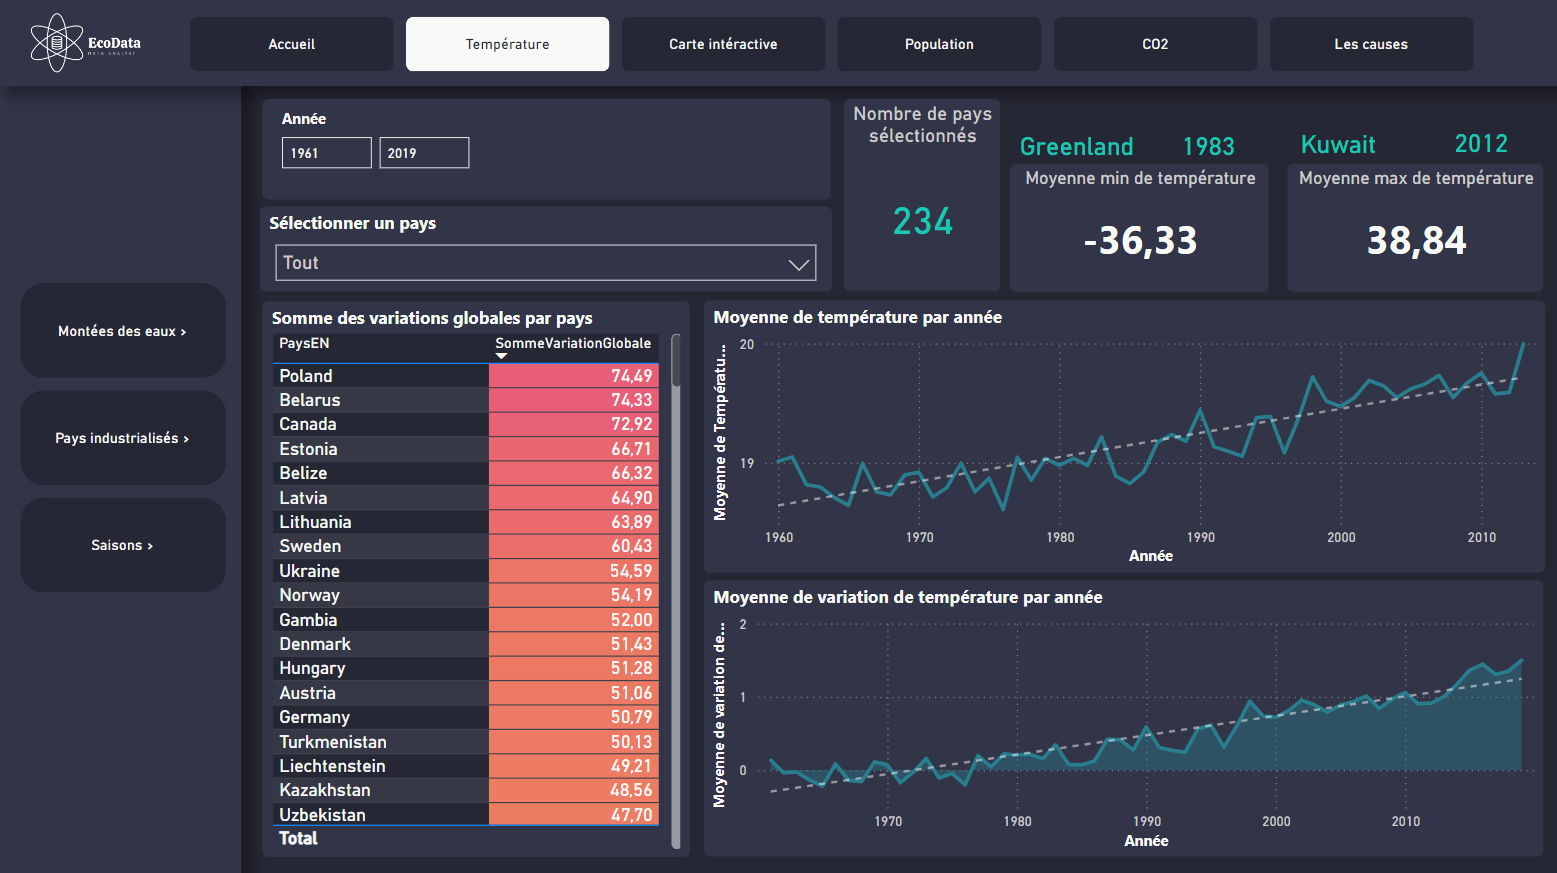 EcoData
META ANALYST
Accueil
Température
Carte intéractive
Population
CO2
Les causes
Montées des eaux >
Pays industrialisés >
Saisons >
Année
1961
2019
Sélectionner un pays
Tout
Nombre de pays
sélectionnés
234
Greenland 1983
Moyenne min de température
-36,33
Kuwait 2012
Moyenne max de température
38,84
Somme des variations globales par pays
PaysEN SommeVariationGlobale
Poland 74,49
Belarus 74,33
Canada 72,92
Estonia 66,71
Belize 66,32
Latvia 64,90
Lithuania 63,89
Sweden 60,43
Ukraine 54,59
Norway 54,19
Gambia 52,00
Denmark 51,43
Hungary 51,28
Austria 51,06
Germany 50,79
Turkmenistan 50,13
Liechtenstein 49,21
Kazakhstan 48,56
Uzbekistan 47,70
Total
Moyenne de température par année
Moyenne de Températu...
20
19
1960 1970 1980 1990 2000 2010
Année
Moyenne de variation de température par année
Moyenne de variation de...
2
1
0
1970 1980 1990 2000 2010
Année